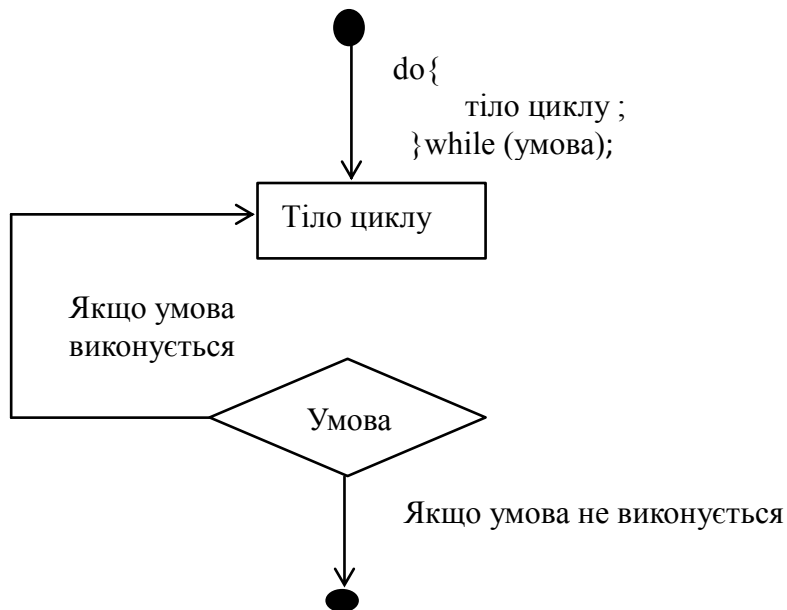 do{
тіло циклу ;
}while (умова);
Тіло циклу
Якщо умова
виконується
Умова
Якщо умова не виконується